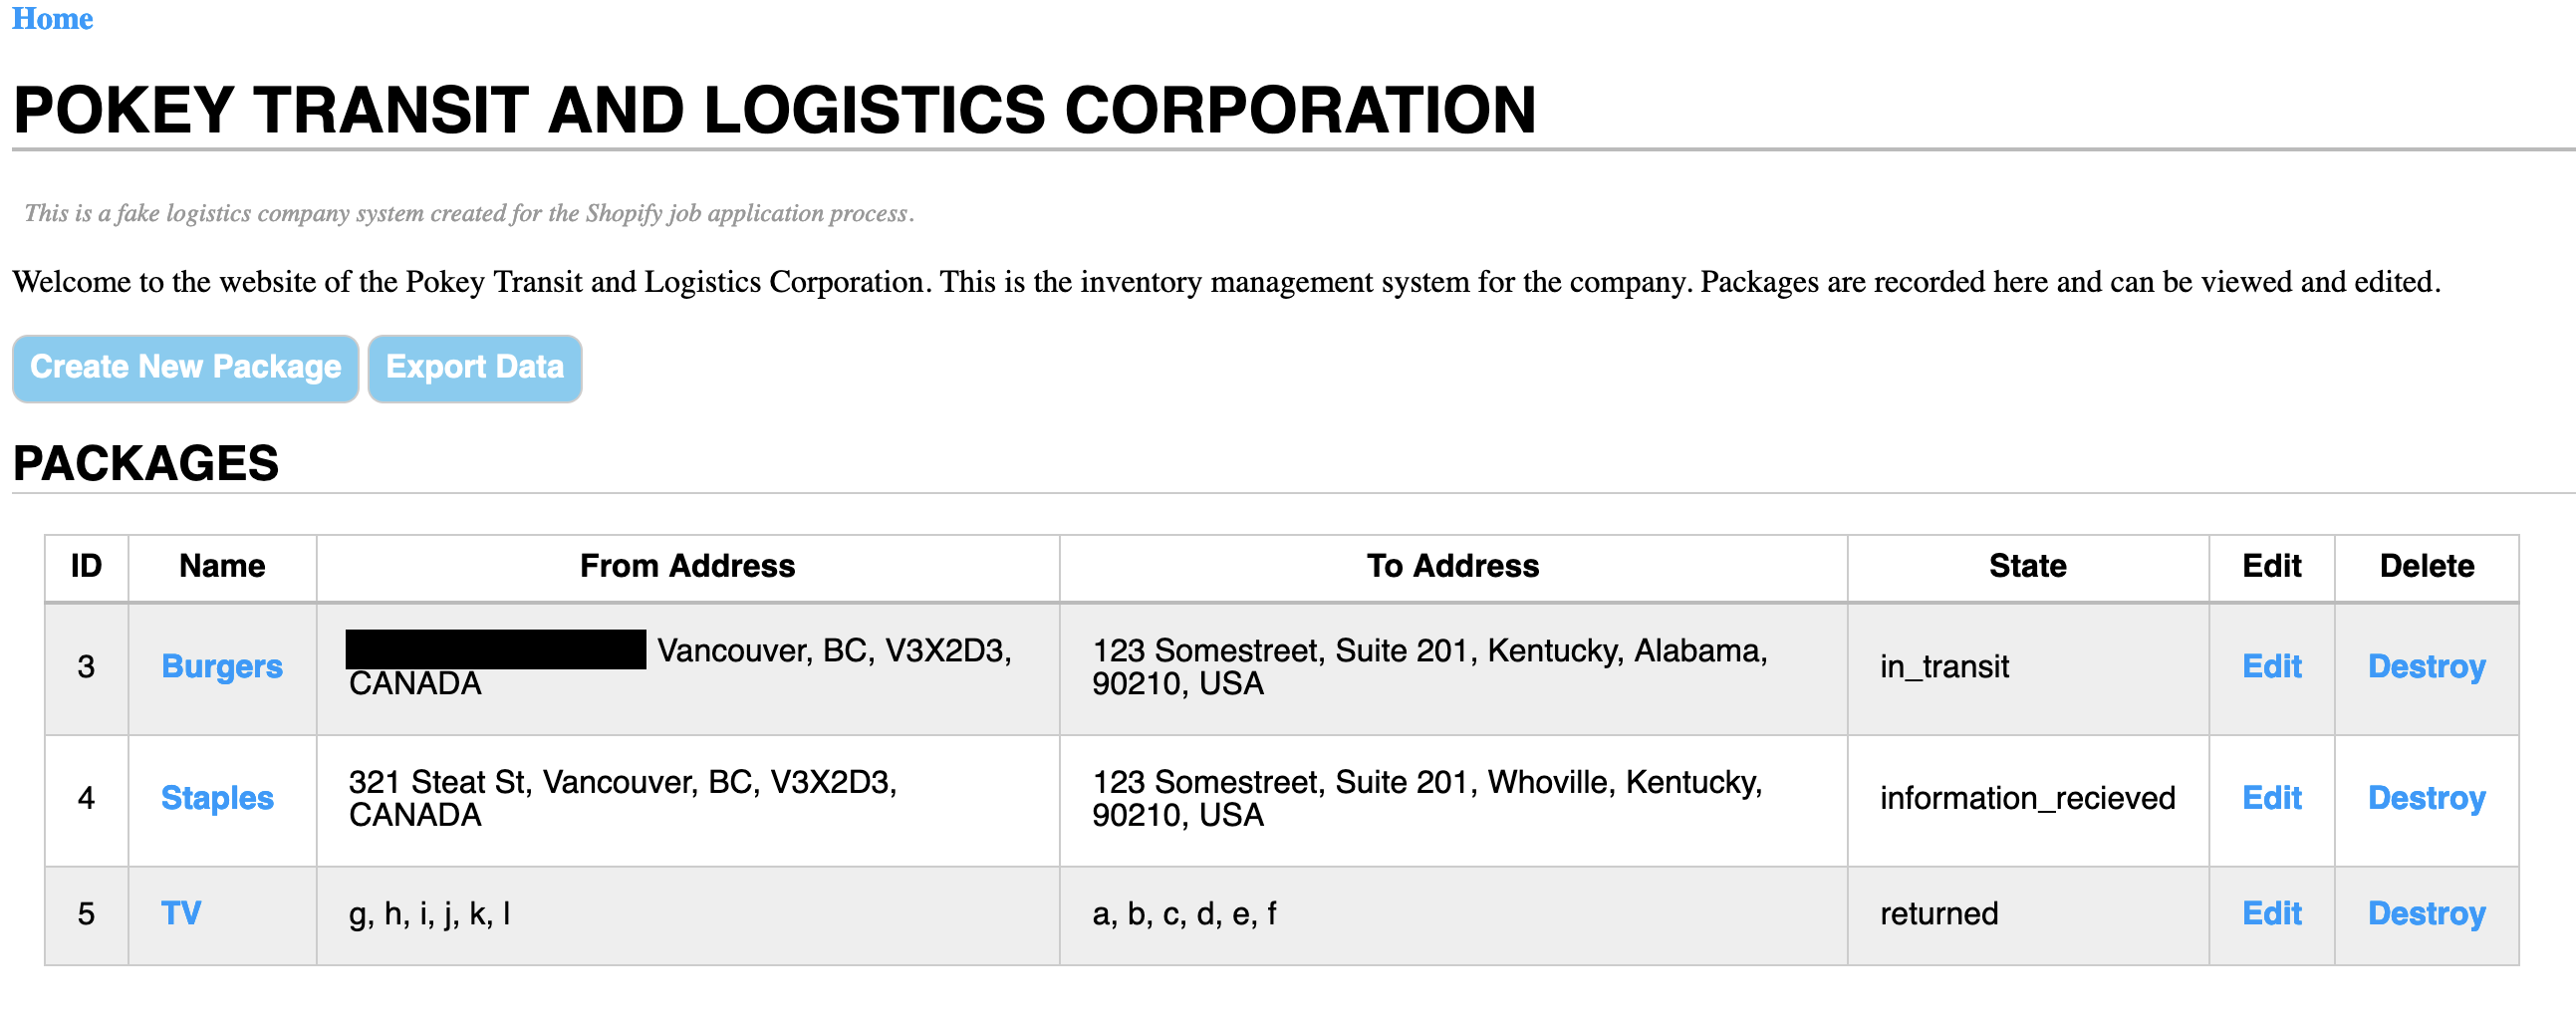 Home
POKEY TRANSIT AND LOGISTICS CORPORATION
This is a fake logistics company system created for the Shopify job application process.
Welcome to the website of the Pokey Transit and Logistics Corporation. This is the inventory management system for the company. Packages are recorded here and can be viewed and edited.
Create New Package Export Data
PACKAGES
ID Name From Address To Address State Edit Delete
3 Burgers Vancouver, BC, V3X2D3, CANADA 123 Somestreet, Suite 201, Kentucky, Alabama, 90210, USA in_transit Edit Destroy
4 Staples 321 Steat St, Vancouver, BC, V3X2D3, CANADA 123 Somestreet, Suite 201, Whoville, Kentucky, 90210, USA information_recieved Edit Destroy
5 TV g, h, i, j, k, l a, b, c, d, e, f returned Edit Destroy